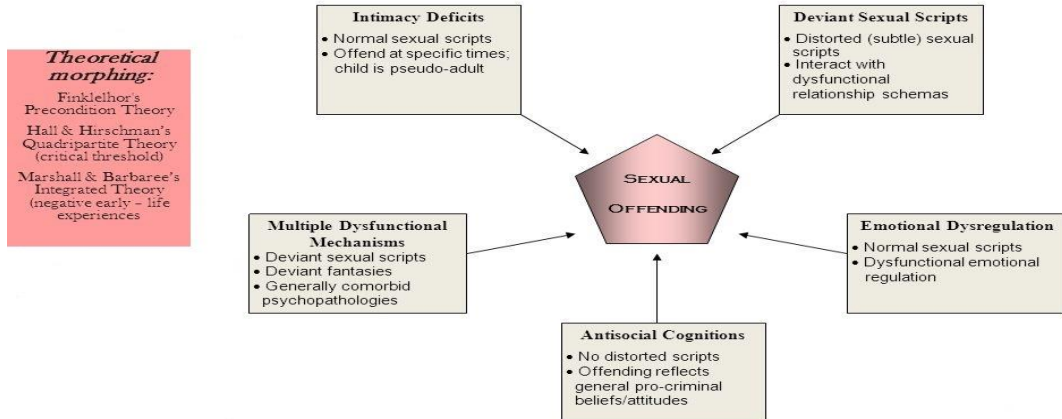 Theoretical
morphing:
Finklelhor's
Precondition Theory
Hall & Hirschman's
Quadripartite Theory
(critical threshold)
Marshall & Barbaree's
Integrated Theory
(negative early – life
experiences
Intimacy Deficits
• Normal sexual scripts
• Offend at specific times;
child is pseudo-adult
Deviant Sexual Scripts
• Distorted (subtle) sexual
scripts
• Interact with
dysfunctional
relationship schemas
SEXUAL
OFFENDING
Multiple Dysfunctional
Mechanisms
• Deviant sexual scripts
• Deviant fantasies
• Generally comorbid
psychopathologies
Emotional Dysregulation
• Normal sexual scripts
• Dysfunctional emotional
regulation
Antisocial Cognitions
• No distorted scripts
• Offending reflects
general pro-criminal
beliefs/attitudes